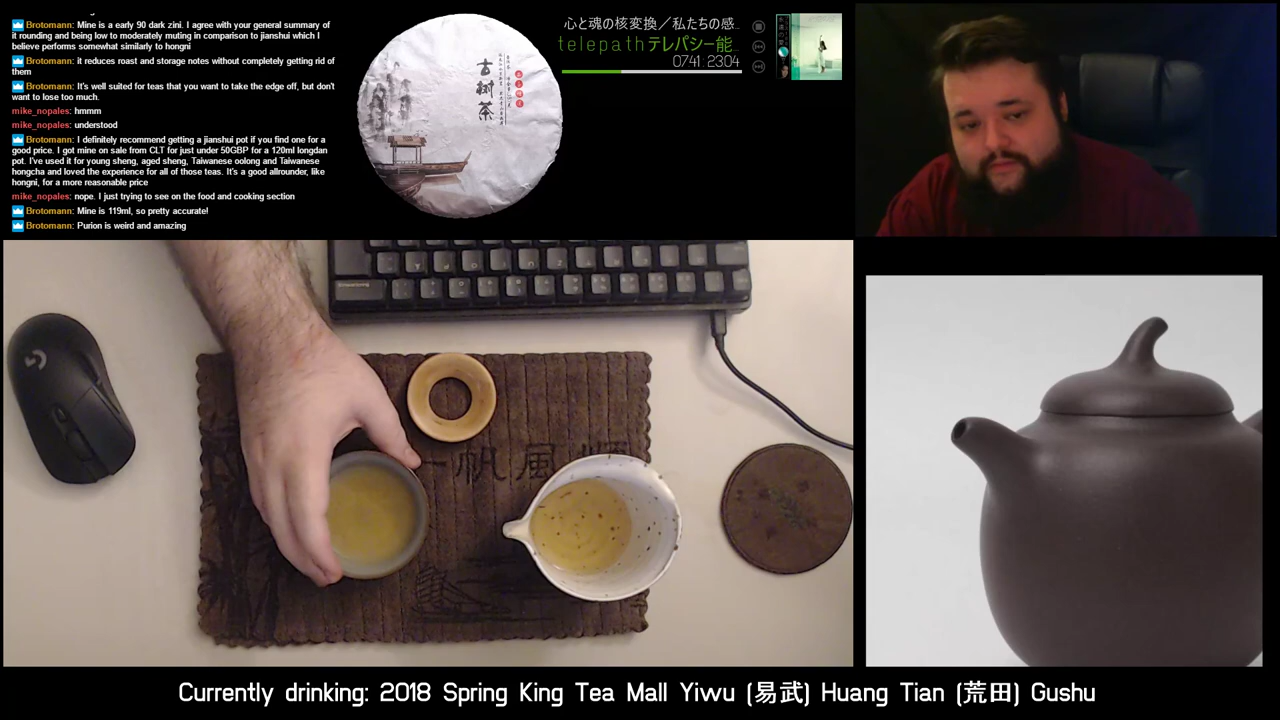 Brotomann: Mine is a early 90 dark zini. I agree with your general summary of
it rounding and being low to moderately muting in comparison to jianshui which I
believe performs somewhat similarly to hongni
Brotomann: it reduces roast and storage notes without completely getting rid of
them
Brotomann: It's well suited for teas that you want to take the edge off, but don't
want to lose too much.
mike_nopales: hmmm
mike_nopales: understood
Brotomann: I definitely recommend getting a jianshui pot if you find one for a
good price. I got mine on sale from CLT for just under 50GBP for a 120ml longdan
pot. I've used it for young sheng, aged sheng, Taiwanese oolong and Taiwanese
hongcha and loved the experience for all of those teas. It's a good allrounder, like
hongni, for a more reasonable price
mike_nopales: nope. I just trying to see on the food and cooking section
Brotomann: Mine is 119ml, so pretty accurate!
Brotomann: Purion is weird and amazing
古树茶
心と魂の核変換／私たちの感...
telepathテレパシー能...
07:41 23:04
一帆風順
Currently drinking: 2018 Spring King Tea Mall Yiwu (易武) Huang Tian (荒田) Gushu